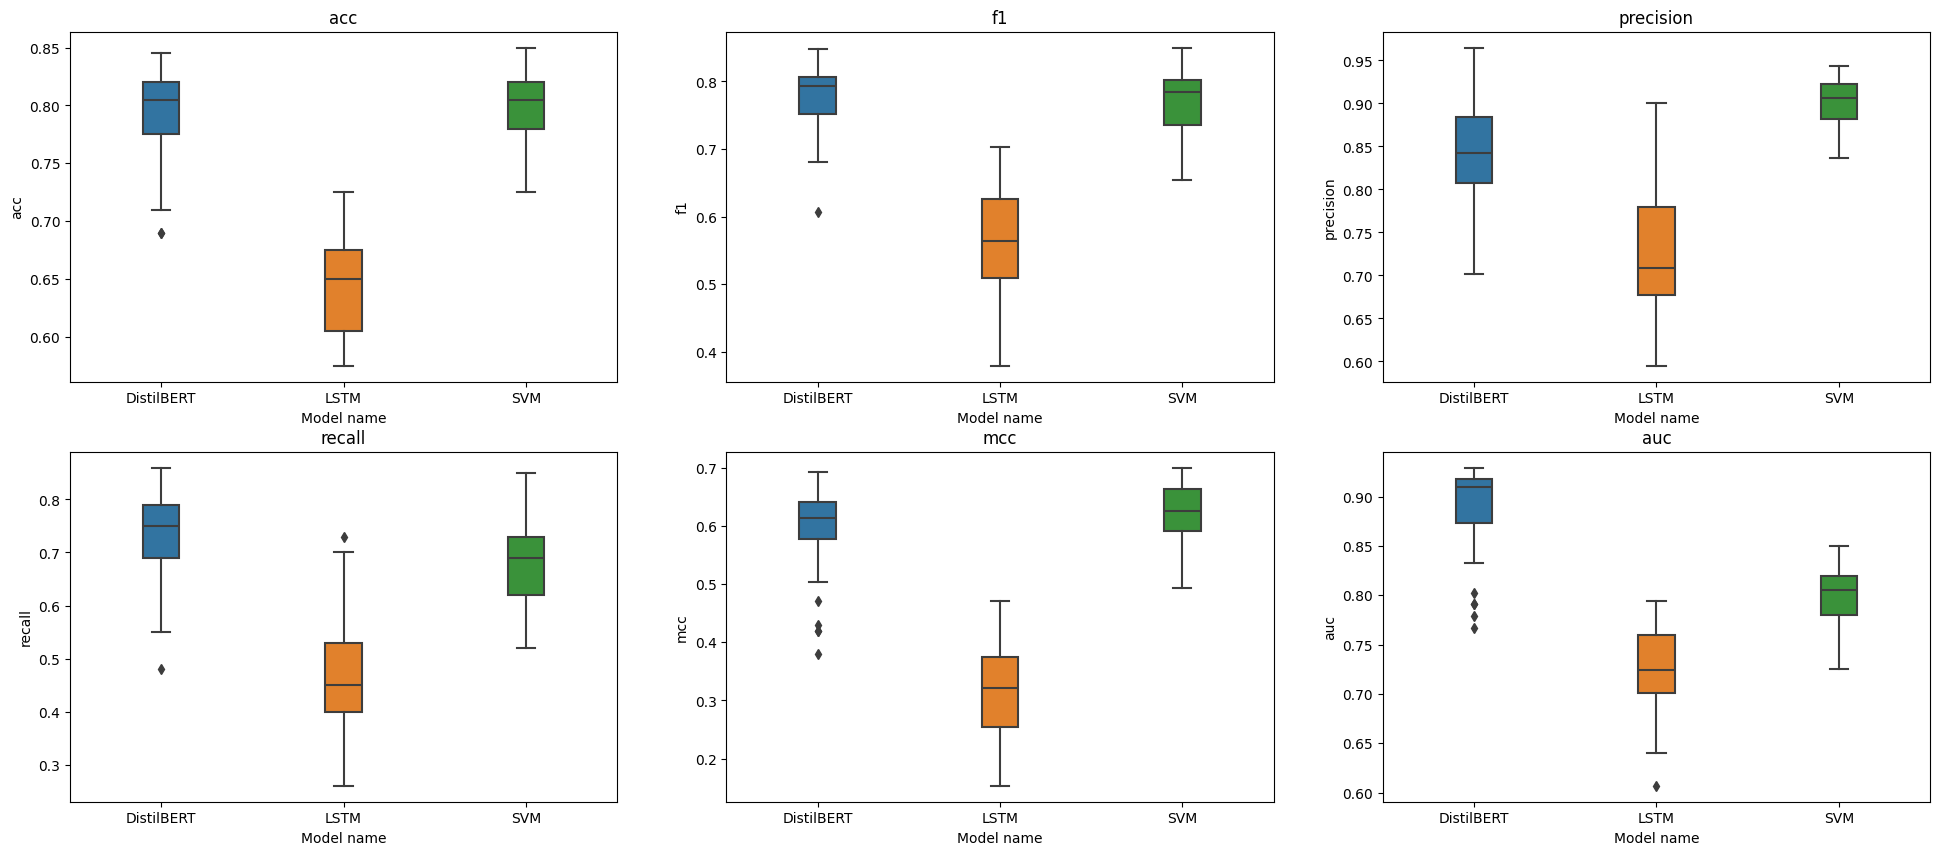 acc
acc
0.85
0.80
0.75
0.70
0.65
0.60
DistilBERT LSTM SVM
Model name
f1
f1
0.8
0.7
0.6
0.5
0.4
DistilBERT LSTM SVM
Model name
precision
precision
0.95
0.90
0.85
0.80
0.75
0.70
0.65
0.60
DistilBERT LSTM SVM
Model name
recall
recall
0.8
0.7
0.6
0.5
0.4
0.3
DistilBERT LSTM SVM
Model name
mcc
mcc
0.7
0.6
0.5
0.4
0.3
0.2
DistilBERT LSTM SVM
Model name
auc
auc
0.90
0.85
0.80
0.75
0.70
0.65
0.60
DistilBERT LSTM SVM
Model name